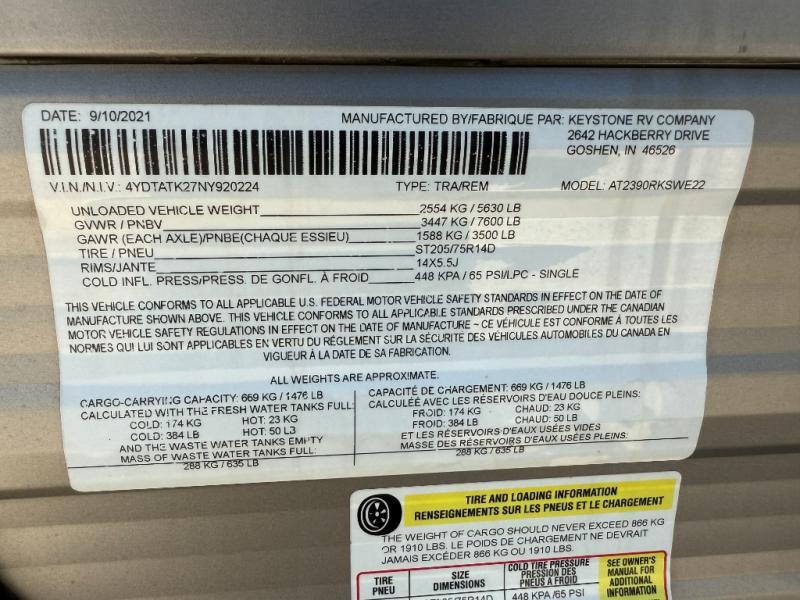 DATE: 9/10/2021
MANUFACTURED BY/FABRIQUE PAR: KEYSTONE RV COMPANY
2642 HACKBERRY DRIVE
GOSHEN, IN 46526
V.I.N./N.I.V.: 4YDTATK27NY920224 TYPE: TRA/REM MODEL: AT2390RKSWE22
UNLOADED VEHICLE WEIGHT 2554 KG / 5630 LB
GVWR / PNBV 3447 KG / 7600 LB
GAWR (EACH AXLE)/PNBE(CHAQUE ESSIEU) 1588 KG / 3500 LB
TIRE / PNEU ST205/75R14D
RIMS/JANTE 14X5.5J
COLD INFL. PRESS/PRESS. DE GONFL. À FROID 448 KPA / 65 PSI/LPC - SINGLE
THIS VEHICLE CONFORMS TO ALL APPLICABLE U.S. FEDERAL MOTOR VEHICLE SAFETY STANDARDS IN EFFECT ON THE DATE OF
MANUFACTURE SHOWN ABOVE. THIS VEHICLE CONFORMS TO ALL APPLICABLE STANDARDS PRESCRIBED UNDER THE CANADIAN
MOTOR VEHICLE SAFETY REGULATIONS IN EFFECT ON THE DATE OF MANUFACTURE ~ CE VÉHICULE EST CONFORME À TOUTES LES
NORMES QUI LUI SONT APPLICABLES EN VERTU DU RÉGLEMENT SUR LA SÉCURITÉ DES VÉHICULES AUTOMOBILES DU CANADA EN
VIGUEUR À LA DATE DE SA FABRICATION.
ALL WEIGHTS ARE APPROXIMATE.
CARGO-CARRYING CAPACITY: 669 KG / 1476 LB
CALCULATED WITH THE FRESH WATER TANKS FULL:
COLD: 174 KG HOT: 23 KG
COLD: 384 LB HOT: 50 LB
AND THE WASTE WATER TANKS EMPTY
MASS OF WASTE WATER TANKS FULL:
288 KG / 635 LB
CAPACITÉ DE CHARGEMENT: 669 KG / 1476 LB
CALCULÉE AVEC LES RÉSERVOIRS D'EAU DOUCE PLEINS:
FROID: 174 KG CHAUD: 23 KG
FROID: 384 LB CHAUD: 50 LB
ET LES RÉSERVOIRS D'EAUX USÉES VIDES
MASSE DES RÉSERVOIRS D'EAUX USÉES PLEINS:
288 KG / 635 LB
TIRE AND LOADING INFORMATION
RENSEIGNEMENTS SUR LES PNEUS ET LE CHARGEMENT
THE WEIGHT OF CARGO SHOULD NEVER EXCEED 866 KG
OR 1910 LBS. LE POIDS DE CHARGEMENT NE DEVRAIT
JAMAIS EXCÉDER 866 KG OU 1910 LBS.
TIRE
PNEU
SIZE
DIMENSIONS
COLD TIRE PRESSURE
PRESSION DES
PNEUS À FROID
SEE OWNER'S
MANUAL FOR
ADDITIONAL
INFORMATION
ST205/75R14D 448 KPA /65 PSI